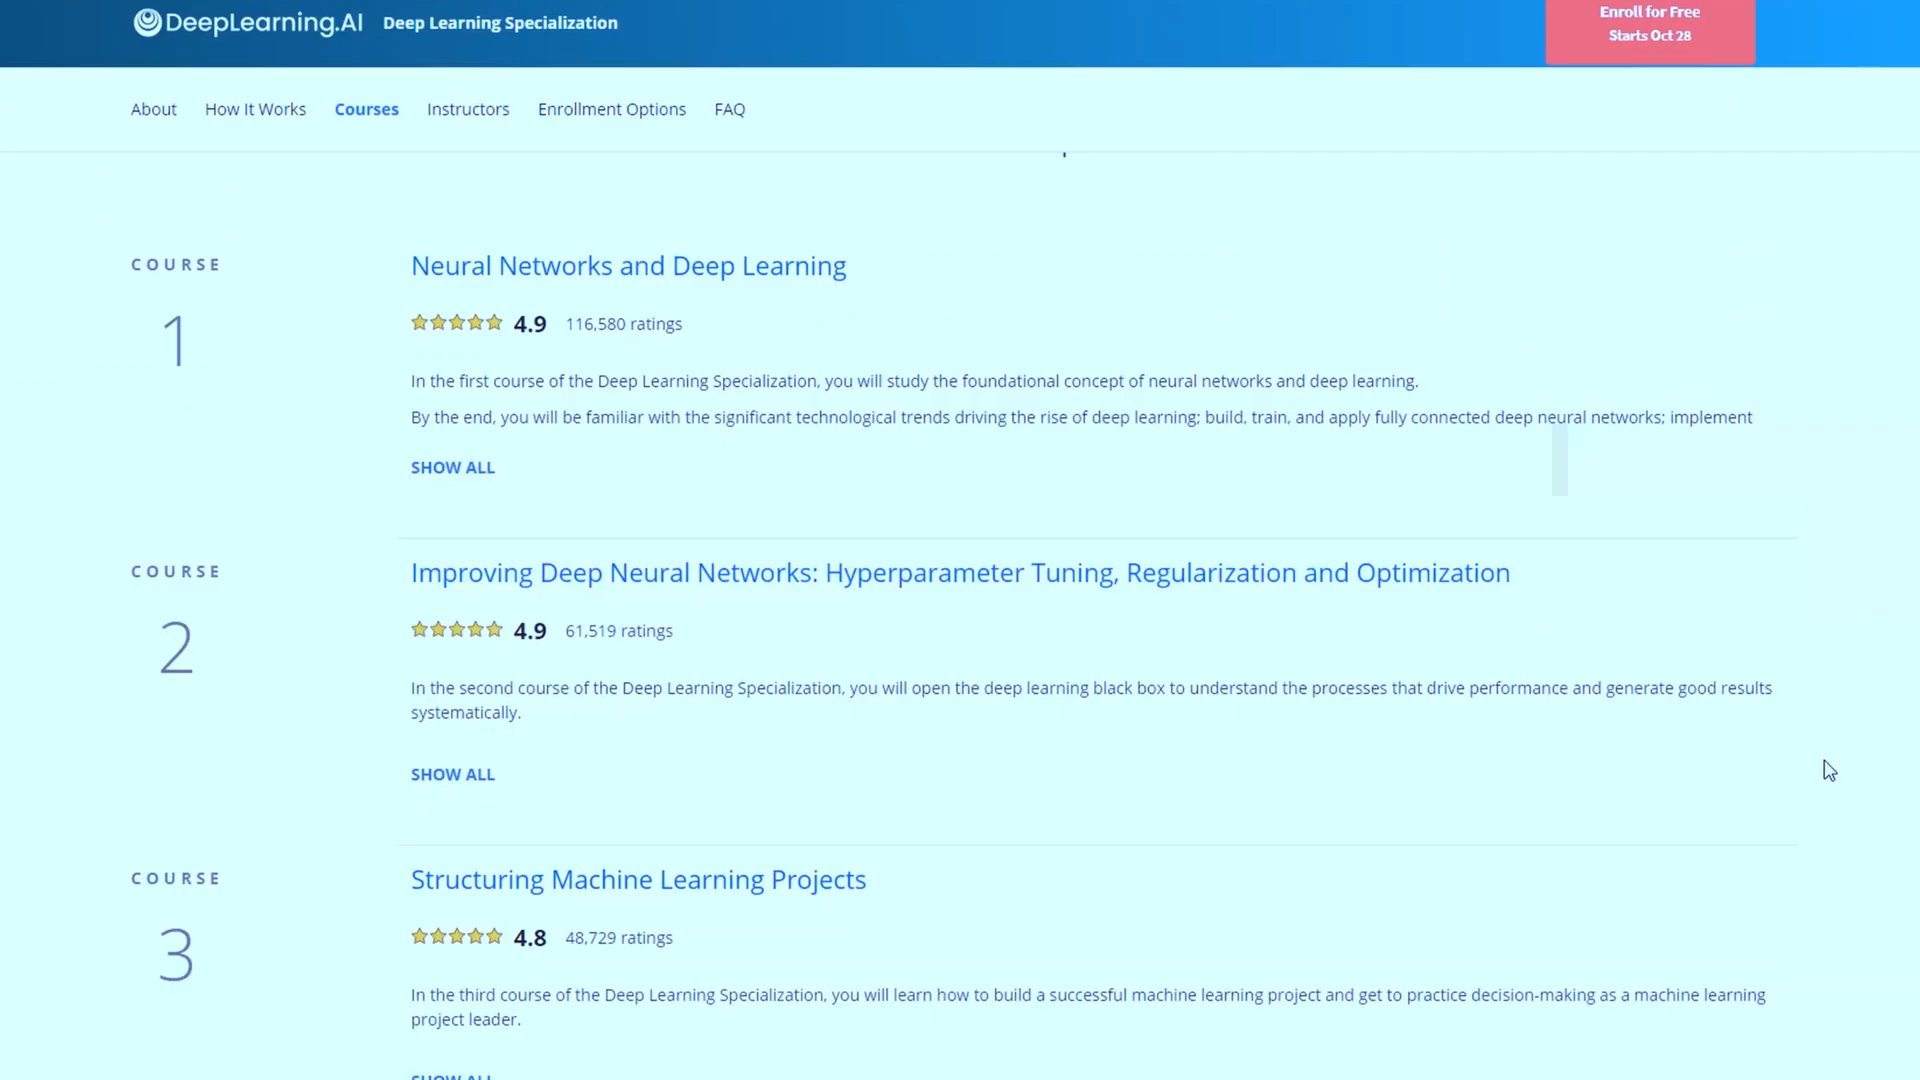 DeepLearning.AI Deep Learning Specialization
Enroll for Free
Starts Oct 28
About How It Works Courses Instructors Enrollment Options FAQ
COURSE
1
Neural Networks and Deep Learning
4.9 116,580 ratings
In the first course of the Deep Learning Specialization, you will study the foundational concept of neural networks and deep learning.
By the end, you will be familiar with the significant technological trends driving the rise of deep learning; build, train, and apply fully connected deep neural networks; implement
SHOW ALL
COURSE
2
Improving Deep Neural Networks: Hyperparameter Tuning, Regularization and Optimization
4.9 61,519 ratings
In the second course of the Deep Learning Specialization, you will open the deep learning black box to understand the processes that drive performance and generate good results
systematically.
SHOW ALL
COURSE
3
Structuring Machine Learning Projects
4.8 48,729 ratings
In the third course of the Deep Learning Specialization, you will learn how to build a successful machine learning project and get to practice decision-making as a machine learning
project leader.
SHOW ALL